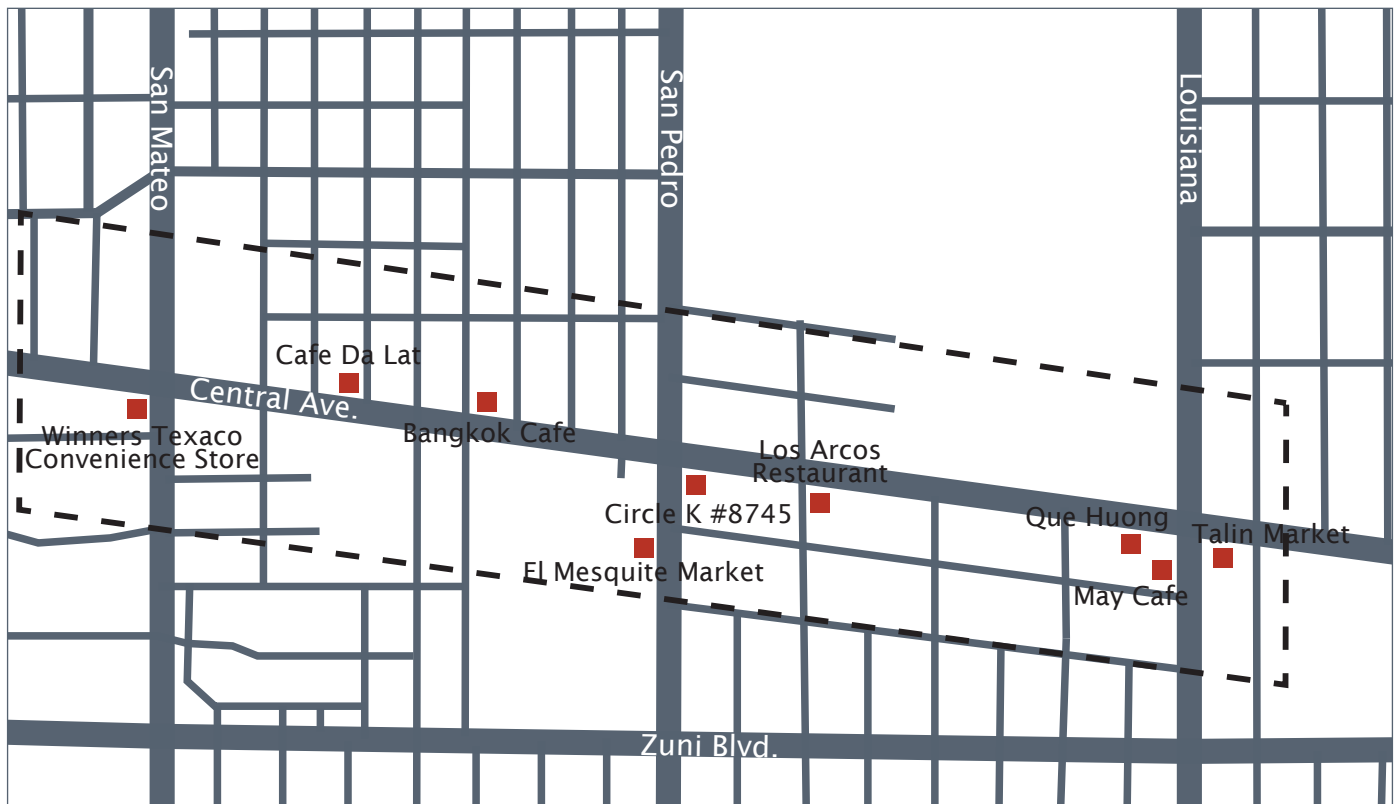 San Mateo
San Pedro
Louisiana
Cafe Da Lat
Central Ave.
Bangkok Cafe
Winners Texaco
Convenience Store
Los Arcos
Restaurant
Circle K #8745
Que Huong
Talin Market
El Mesquite Market
May Cafe
Zuni Blvd.